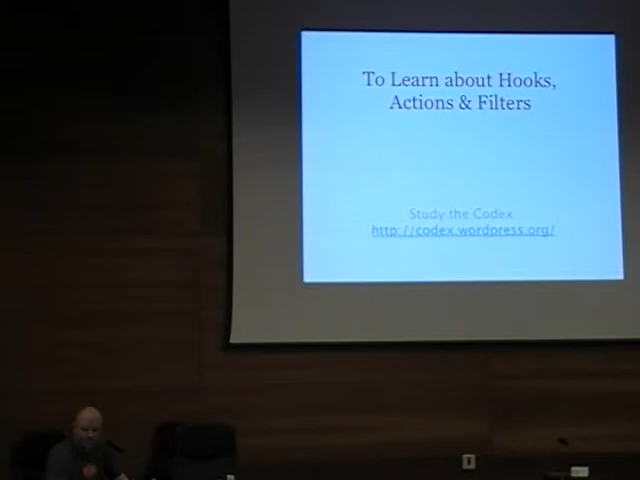 To Learn about Hooks,
Actions & Filters
Study the Codex
http://codex.wordpress.org/